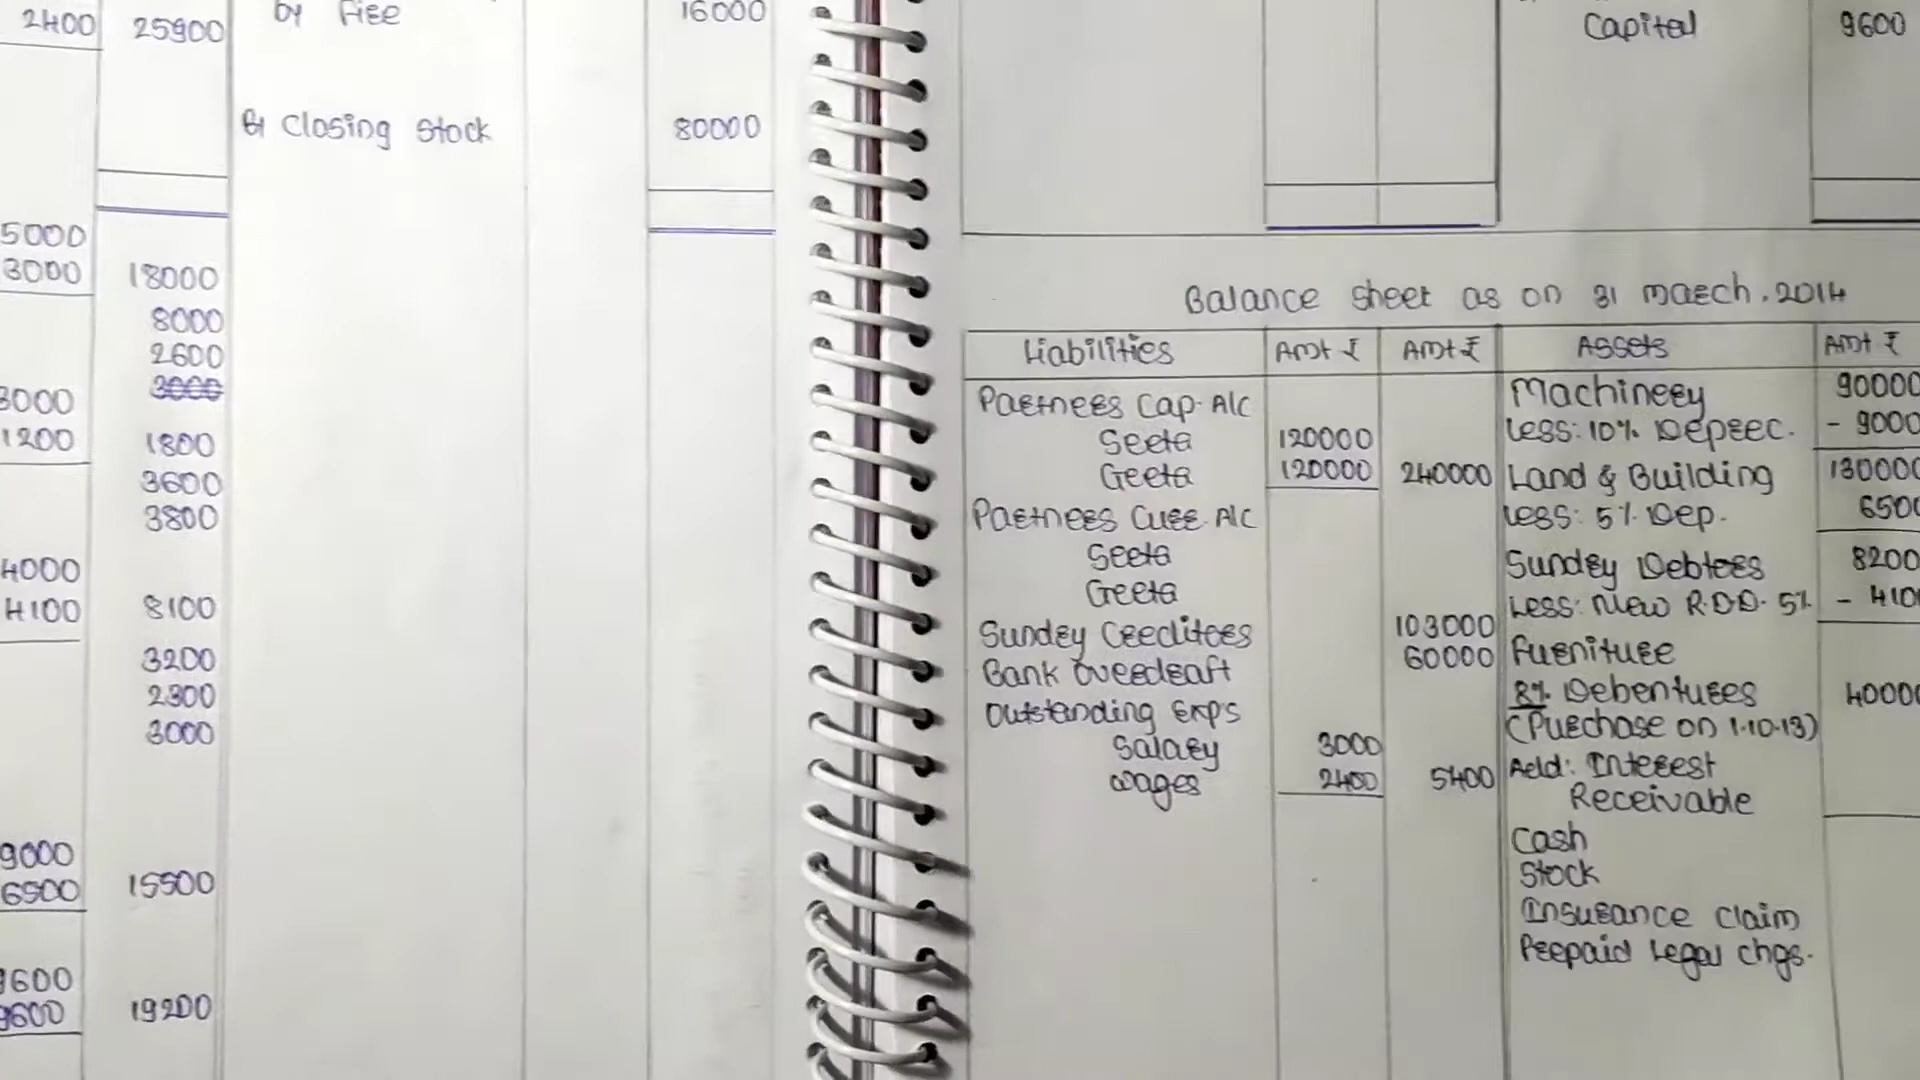 2400 25900 by Fire 16000
By Closing Stock 80000
5000
3000 18000
8000
2600
3000
3000
1200 1800
3600
3800
4000
4100 8100
3200
2300
3000
9000
6500 15500
9600
9600 19200
Capital 9600
Balance sheet as on 31 march.2014
Liabilities Amt ₹ Amt ₹ Assets Amt ₹
Partners Cap. A/c Machinery 90000
Seeta 120000 Less: 10% Deprec. - 9000
Geeta 120000 240000 Land & Building 130000
Partners Curr. A/c Less: 5% Dep. 650
Seeta Sundry Debtors 8200
Geeta Less: New R.D.D. 5% - 410
Sundry Creditors 103000 Furniture
Bank Overdraft 60000 8% Debentures 4000
Outstanding Exps (Purchase on 1.10.13)
Salary 3000 Add: Interest
Wages 2400 5400 Receivable
Cash
Stock
Insurance Claim
Prepaid Legal chgs.